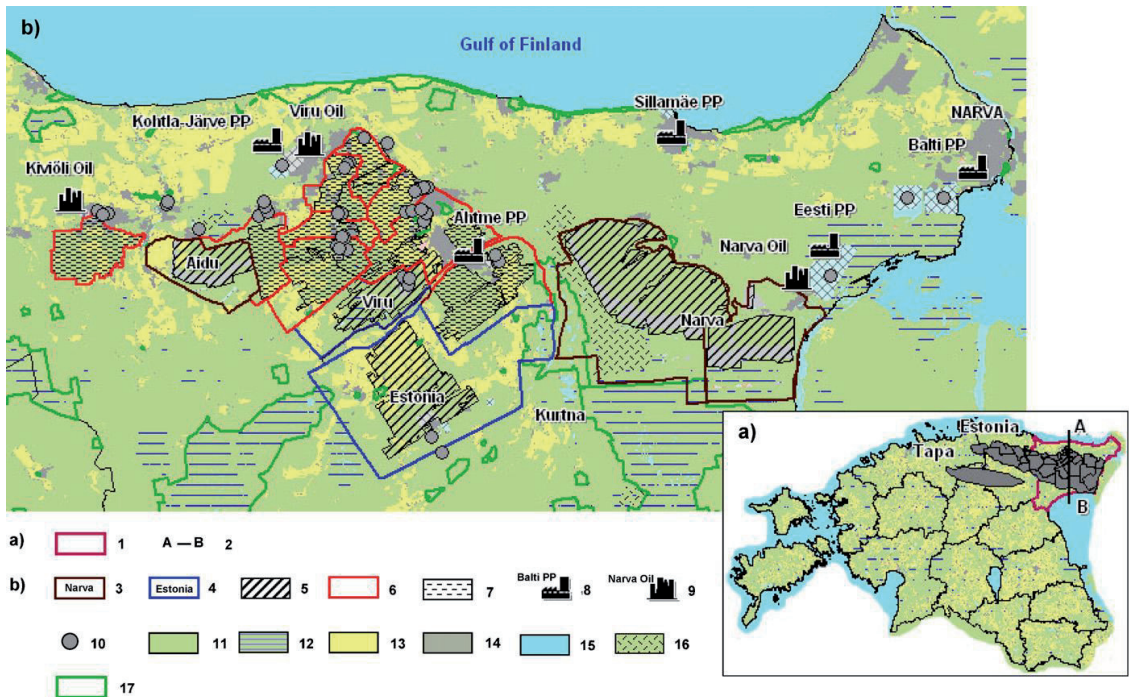 b)
Gulf of Finland
Sillamäe PP
Viru Oil
Kohtla-Järve PP
NARVA
Balti PP
Kiviõli Oil
Ahtme PP
Eesti PP
Narva Oil
Aidu
Viru
Narva
Estonia
Kurtna
a)
Estonia
A
Tapa
B
a) 1 A — B 2
b) Narva 3 Estonia 4 5 6 7 Balti PP 8 Narva Oil 9
10 11 12 13 14 15 16
17